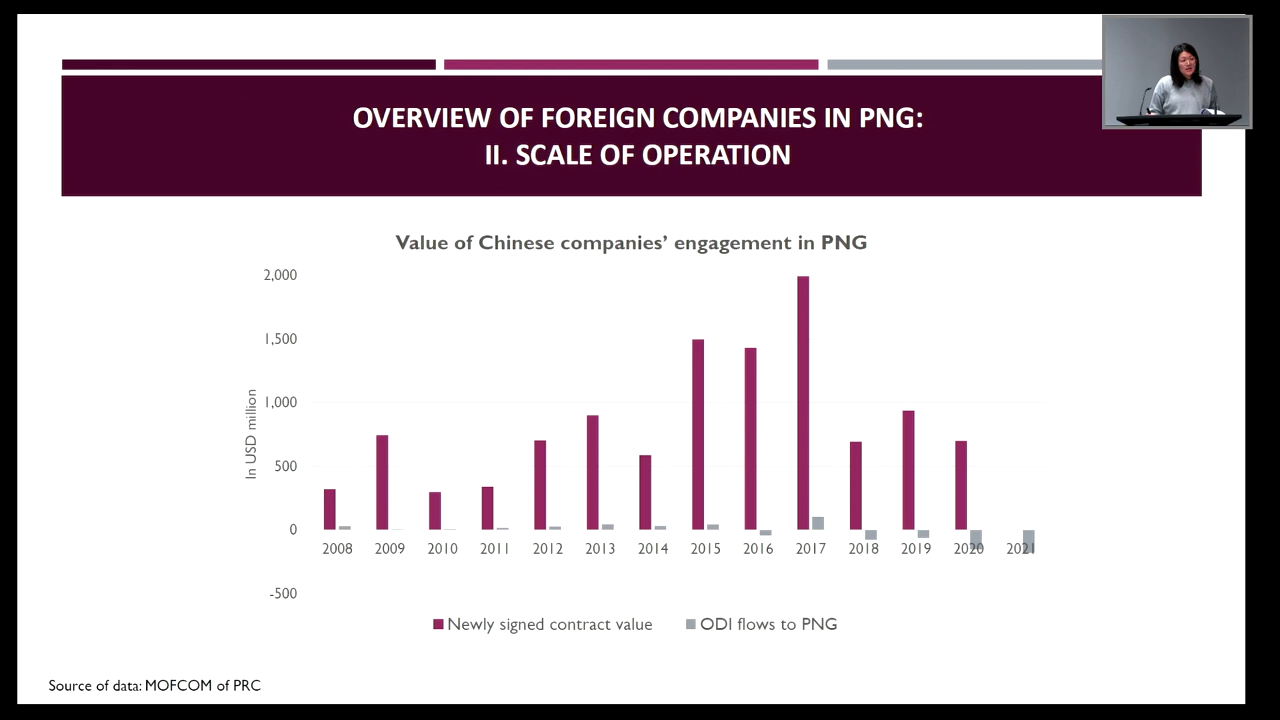 OVERVIEW OF FOREIGN COMPANIES IN PNG:
II. SCALE OF OPERATION
Value of Chinese companies’ engagement in PNG
2,000
1,500
1,000
500
0
-500
In USD million
2008 2009 2010 2011 2012 2013 2014 2015 2016 2017 2018 2019 2020 2021
Newly signed contract value ODI flows to PNG
Source of data: MOFCOM of PRC